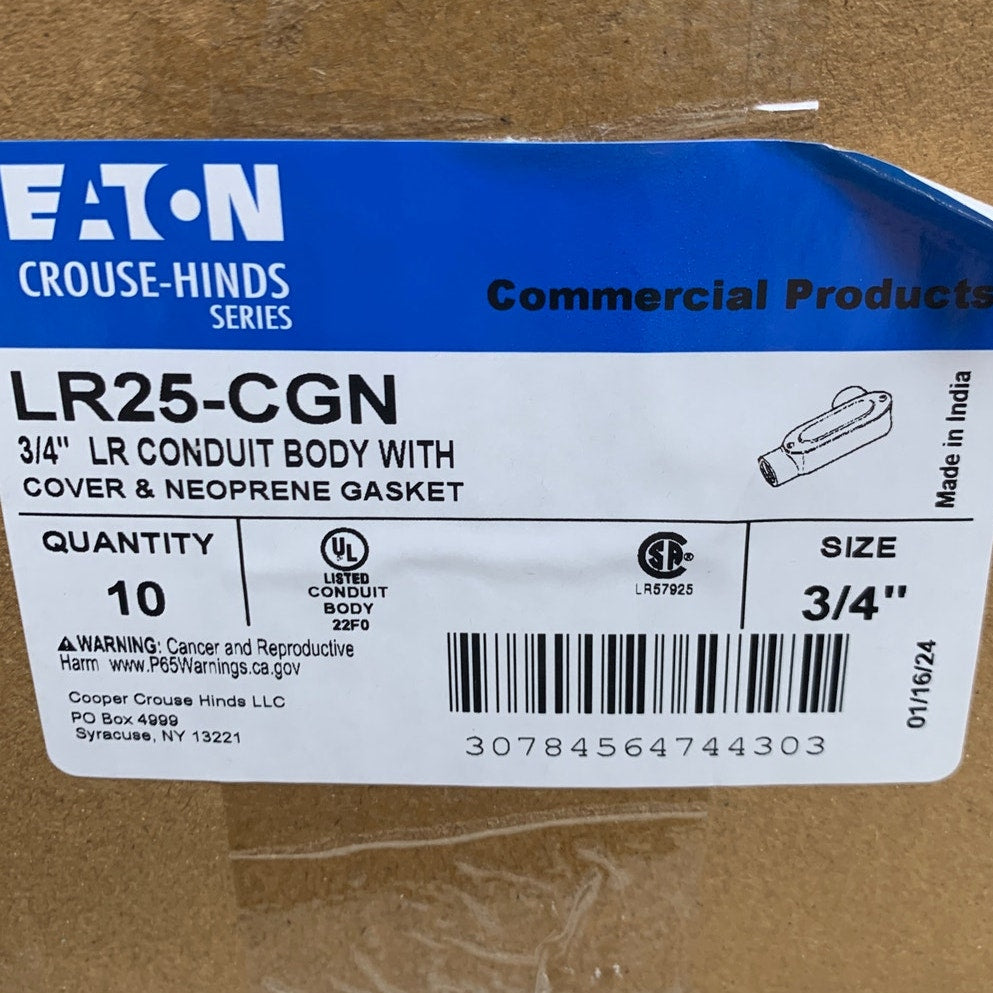 EATON
CROUSE-HINDS
SERIES
Commercial Products
LR25-CGN
3/4" LR CONDUIT BODY WITH
COVER & NEOPRENE GASKET
Made in India
QUANTITY
10
UL
LISTED
CONDUIT
BODY
22F0
SA®
LR57925
SIZE
3/4"
WARNING: Cancer and Reproductive
Harm www.P65Warnings.ca.gov
Cooper Crouse Hinds LLC
PO Box 4999
Syracuse, NY 13221
30784564744303
01/16/24